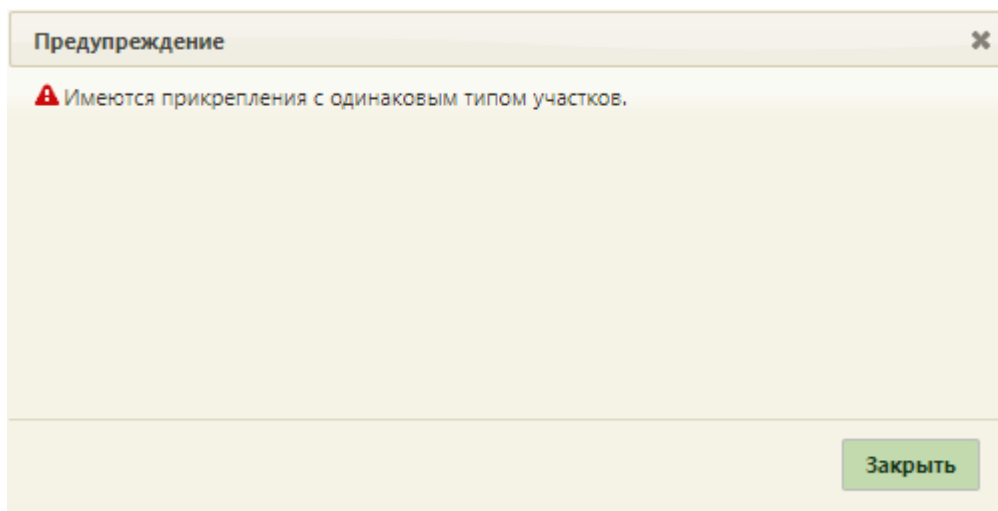 Предупреждение
Имеются прикрепления с одинаковым типом участков.
Закрыть